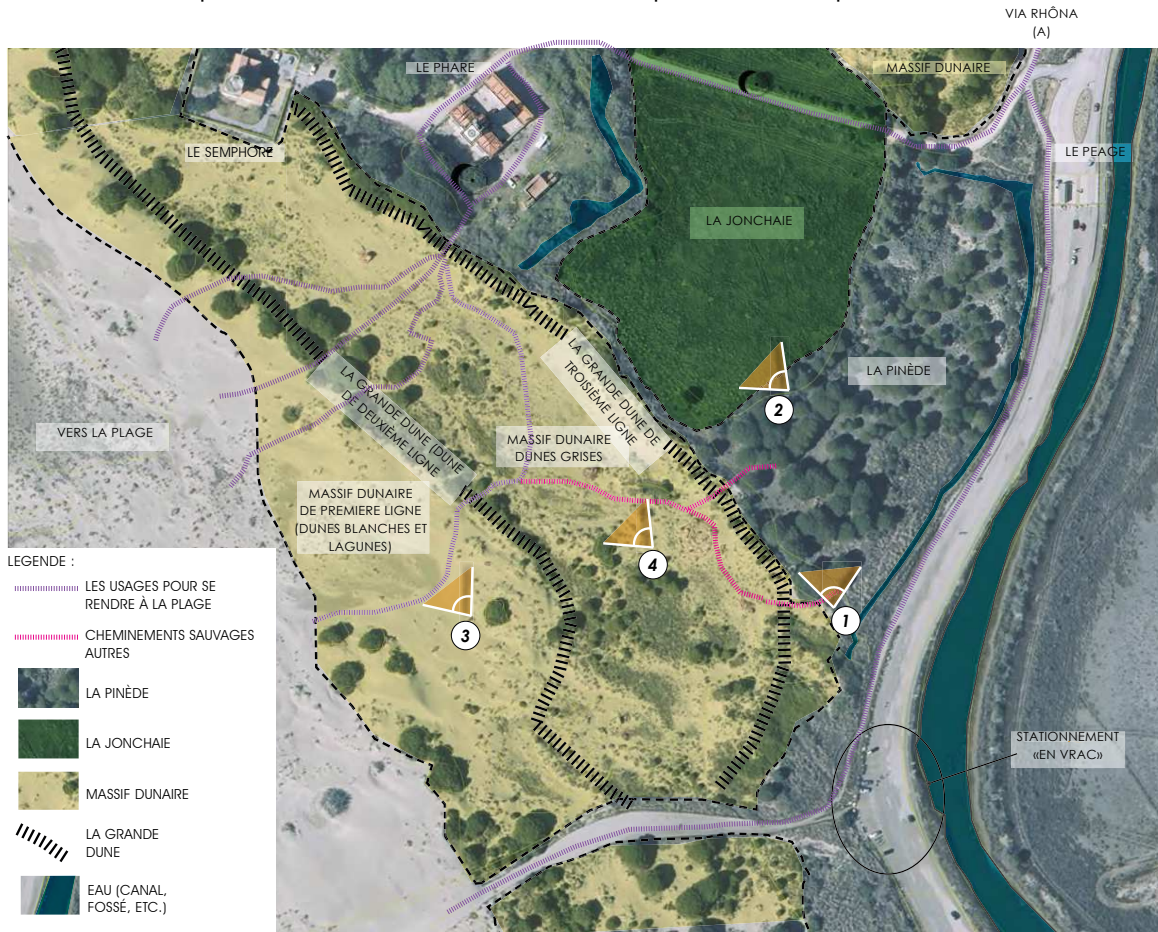 VIA RHÔNA
(A)
LE PHARE
MASSIF DUNAIRE
LE SEMPHORE
LE PEAGE
LA JONCHAIE
LA GRANDE DUNE DE
TROISIÈME LIGNE
LA PINÈDE
2
LA GRANDE DUNE (DUNE
DE DEUXIÈME LIGNE
VERS LA PLAGE
MASSIF DUNAIRE
DUNES GRISES
MASSIF DUNAIRE
DE PREMIERE LIGNE
(DUNES BLANCHES ET
LAGUNES)
4
3
1
STATIONNEMENT
«EN VRAC»
LEGENDE :
LES USAGES POUR SE
RENDRE À LA PLAGE
CHEMINEMENTS SAUVAGES
AUTRES
LA PINÈDE
LA JONCHAIE
MASSIF DUNAIRE
LA GRANDE
DUNE
EAU (CANAL,
FOSSÉ, ETC.)